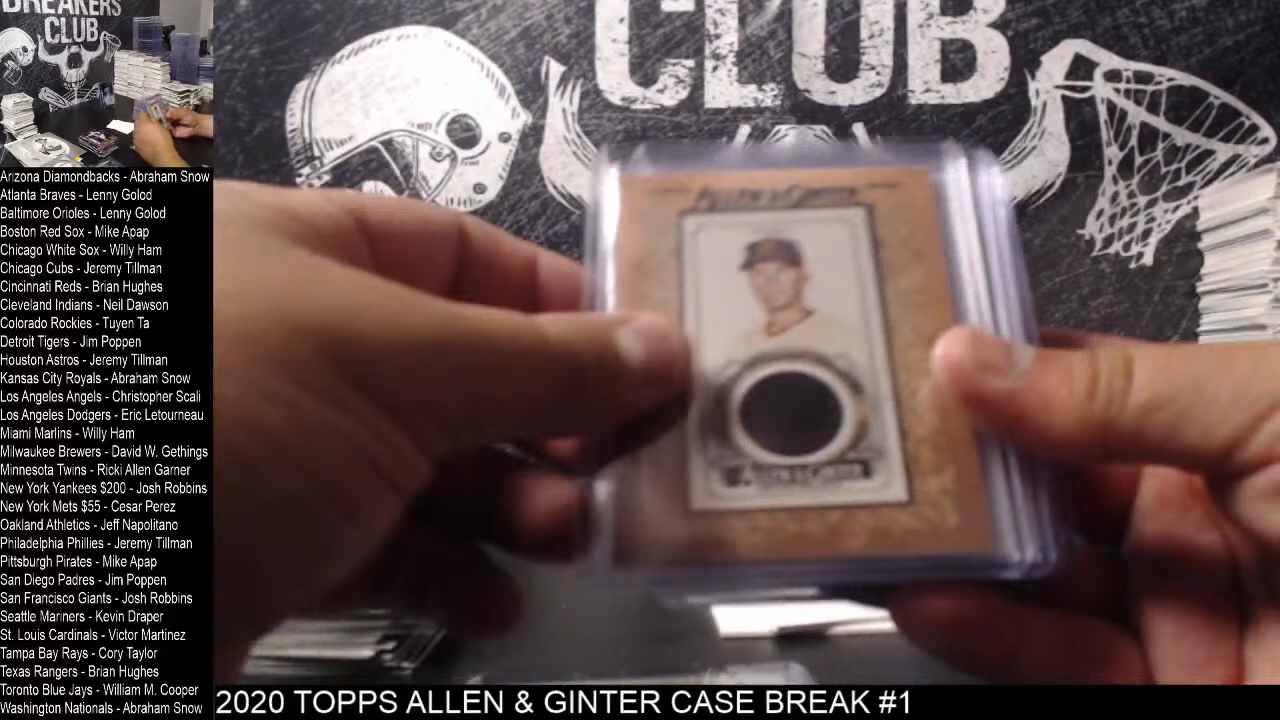 BREAKERS
CLUB
CLUB
ALLEN & GINTER
ALLEN & GINTER
Arizona Diamondbacks - Abraham Snow
Atlanta Braves - Lenny Golod
Baltimore Orioles - Lenny Golod
Boston Red Sox - Mike Apap
Chicago White Sox - Willy Ham
Chicago Cubs - Jeremy Tillman
Cincinnati Reds - Brian Hughes
Cleveland Indians - Neil Dawson
Colorado Rockies - Tuyen Ta
Detroit Tigers - Jim Poppen
Houston Astros - Jeremy Tillman
Kansas City Royals - Abraham Snow
Los Angeles Angels - Christopher Scali
Los Angeles Dodgers - Eric Letourneau
Miami Marlins - Willy Ham
Milwaukee Brewers - David W. Gethings
Minnesota Twins - Ricki Allen Garner
New York Yankees $200 - Josh Robbins
New York Mets $55 - Cesar Perez
Oakland Athletics - Jeff Napolitano
Philadelphia Phillies - Jeremy Tillman
Pittsburgh Pirates - Mike Apap
San Diego Padres - Jim Poppen
San Francisco Giants - Josh Robbins
Seattle Mariners - Kevin Draper
St. Louis Cardinals - Victor Martinez
Tampa Bay Rays - Cory Taylor
Texas Rangers - Brian Hughes
Toronto Blue Jays - William M. Cooper
Washington Nationals - Abraham Snow
2020 TOPPS ALLEN & GINTER CASE BREAK #1